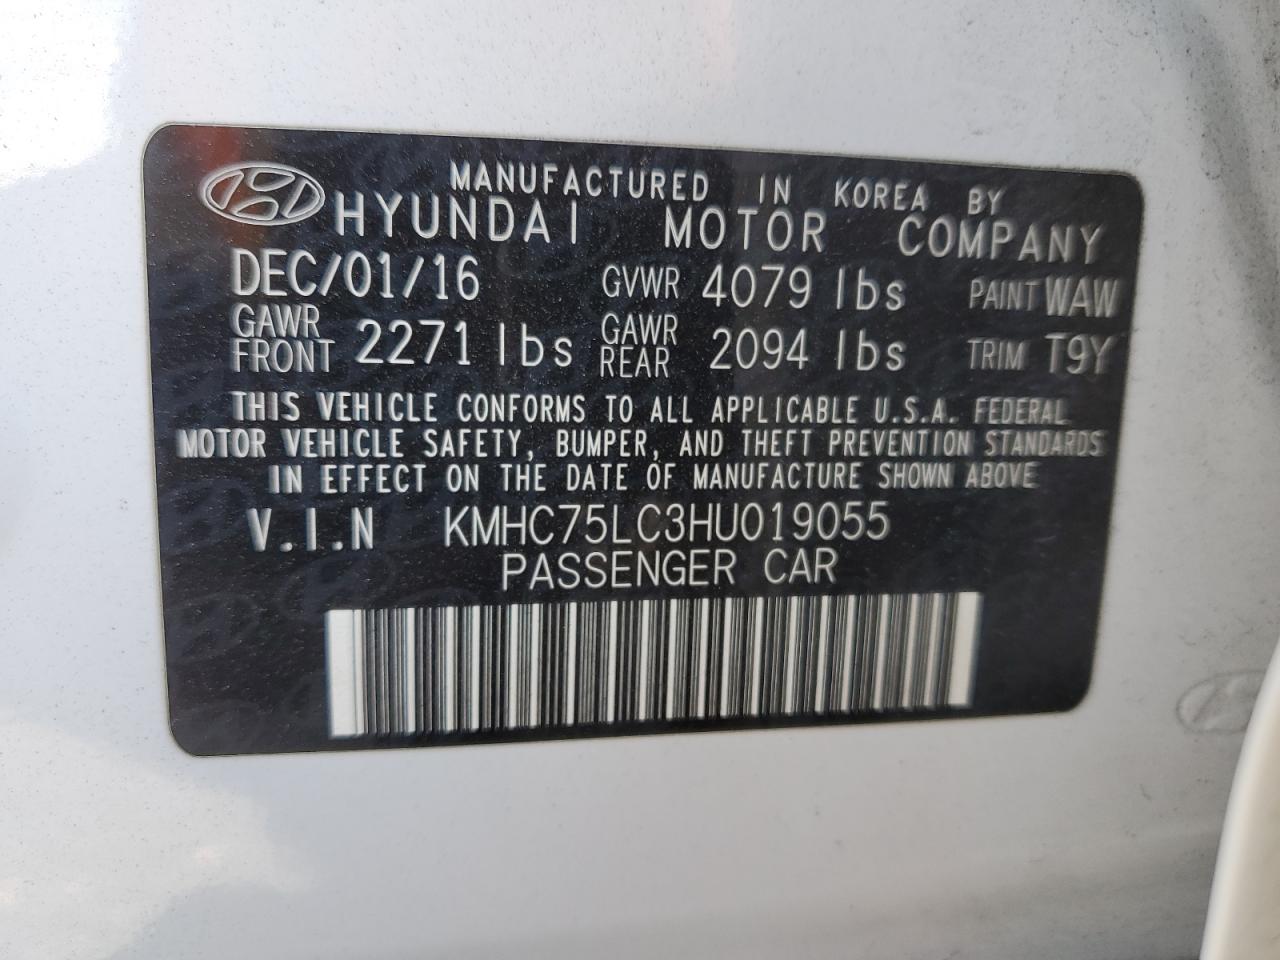 MANUFACTURED IN KOREA BY
HYUNDAI MOTOR COMPANY
DEC/01/16 GVWR 4079 lbs PAINT WAW
GAWR FRONT 2271 lbs GAWR REAR 2094 lbs TRIM T9Y
THIS VEHICLE CONFORMS TO ALL APPLICABLE U.S.A. FEDERAL
MOTOR VEHICLE SAFETY, BUMPER, AND THEFT PREVENTION STANDARDS
IN EFFECT ON THE DATE OF MANUFACTURE SHOWN ABOVE
V.I.N KMHC75LC3HU019055
PASSENGER CAR